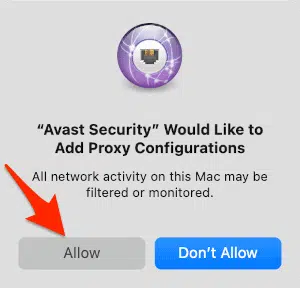 “Avast Security” Would Like to
Add Proxy Configurations
All network activity on this Mac may be
filtered or monitored.
Allow
Don’t Allow